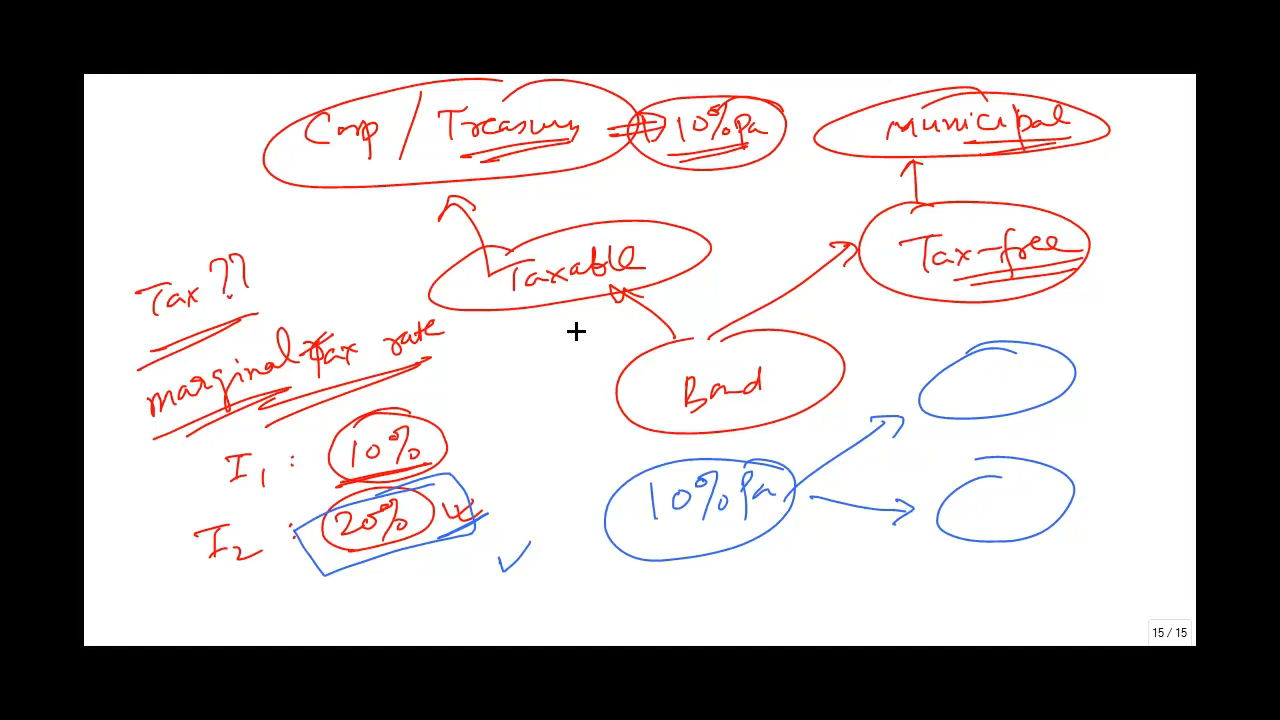 Corp / Treasury 10% pa
Municipal
Taxable
Tax-free
Tax ??
marginal tax rate
Bond
I1 : 10%
I2 : 20%
10% pa
15 / 15